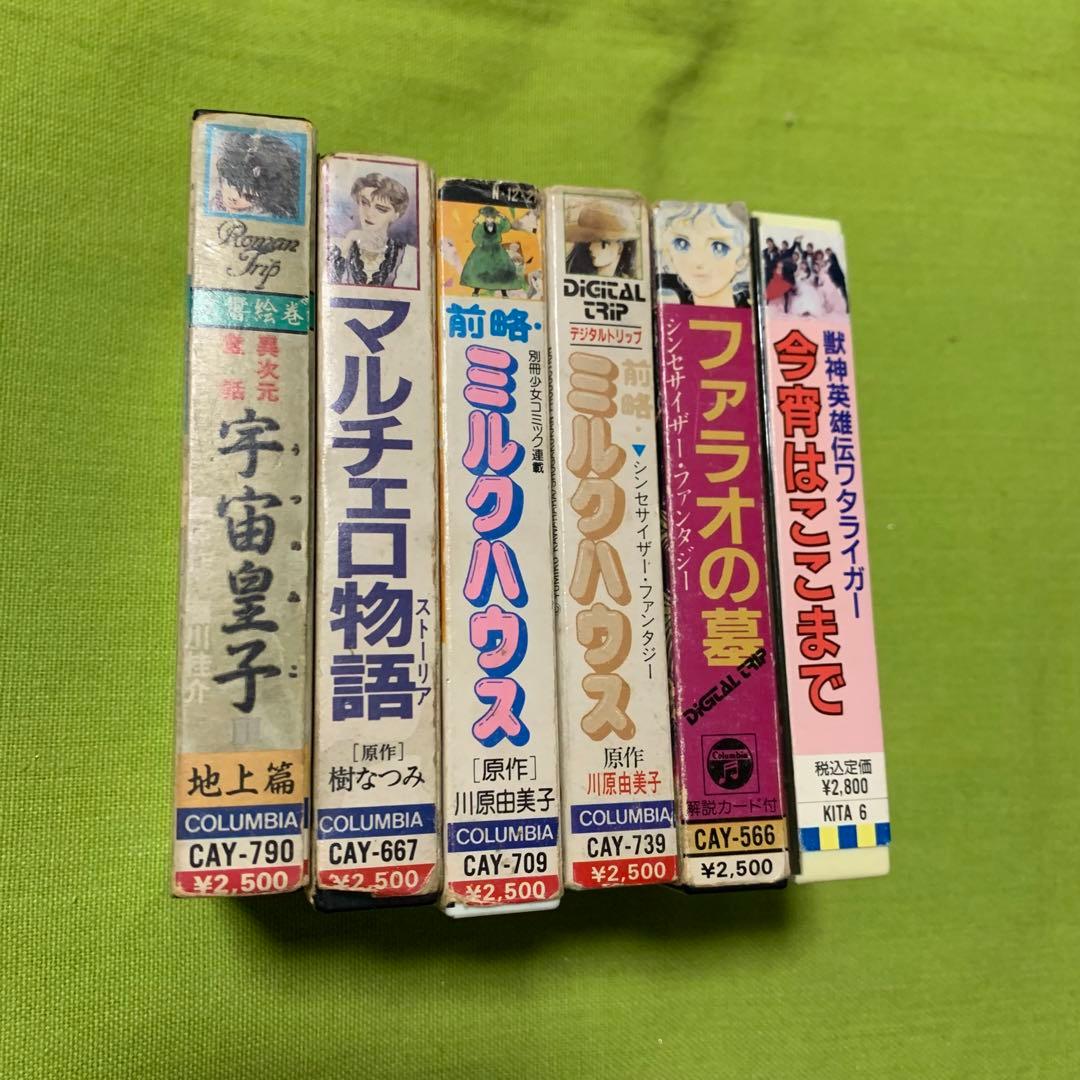 Roman
Trip
音絵巻
異次元
童話
宇宙皇子
うつのみこ
III
地上篇
COLUMBIA
CAY-790
¥2,500
マルチェロ物語
ストーリア
[原作]
樹なつみ
COLUMBIA
CAY-667
¥2,500
前略・
ミルクハウス
別冊少女コミック連載
[原作]
川原由美子
COLUMBIA
CAY-709
¥2,500
DIGITAL
TRIP
デジタルトリップ
前略・
ミルクハウス
▼シンセサイザー・ファンタジー
原作
川原由美子
COLUMBIA
CAY-739
¥2,500
ファラオの墓
シンセサイザー・ファンタジー
DIGITAL TRIP
Columbia
解説カード付
CAY-566
¥2,500
獣神英雄伝ワタライガー
今宵はここまで
税込定価
¥2,800
KITA 6